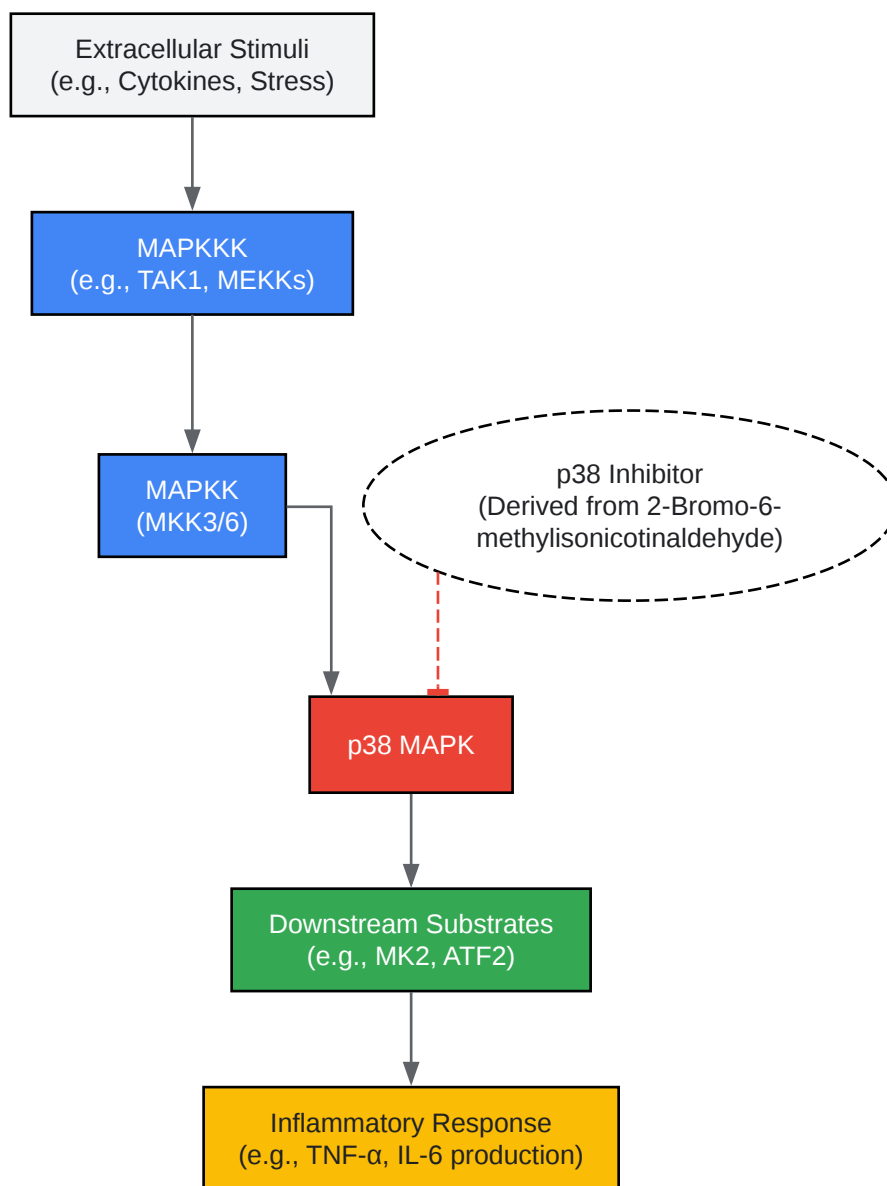 Extracellular Stimuli
(e.g., Cytokines, Stress)
MAPKKK
(e.g., TAK1, MEKKs)
MAPKK
(MKK3/6)
p38 Inhibitor
(Derived from 2-Bromo-6-
methylisonicotinaldehyde)
p38 MAPK
Downstream Substrates
(e.g., MK2, ATF2)
Inflammatory Response
(e.g., TNF-α, IL-6 production)